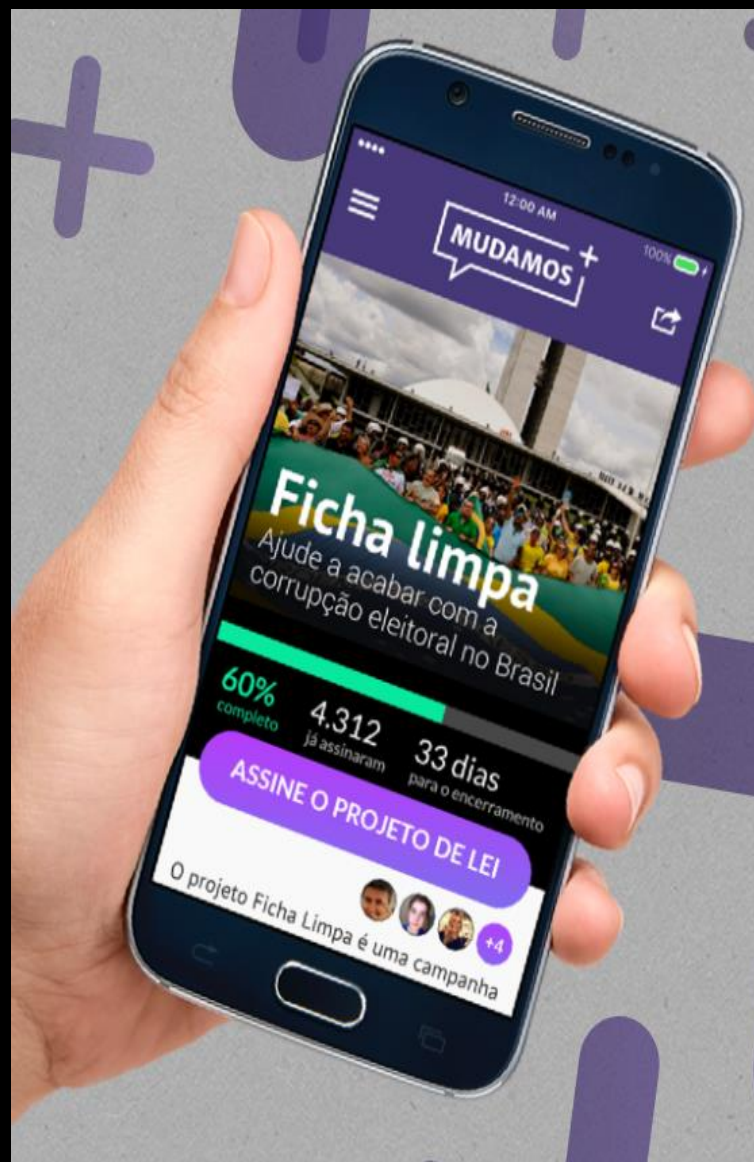 12:00 AM
100%
MUDAMOS +
Ficha limpa
Ajude a acabar com a
corrupção eleitoral no Brasil
60%
completo
4.312
já assinaram
33 dias
para o encerramento
ASSINE O PROJETO DE LEI
+4
O projeto Ficha Limpa é uma campanha